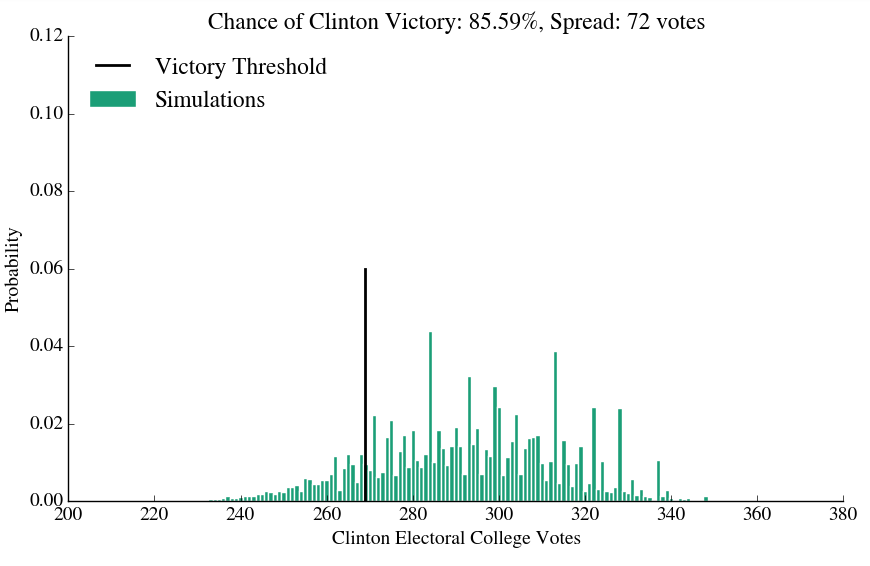 Chance of Clinton Victory: 85.59%, Spread: 72 votes
0.12
Victory Threshold
Simulations
0.10
0.08
0.06
0.04
0.02
0.00
Probability
200 220 240 260 280 300 320 340 360 380
Clinton Electoral College Votes